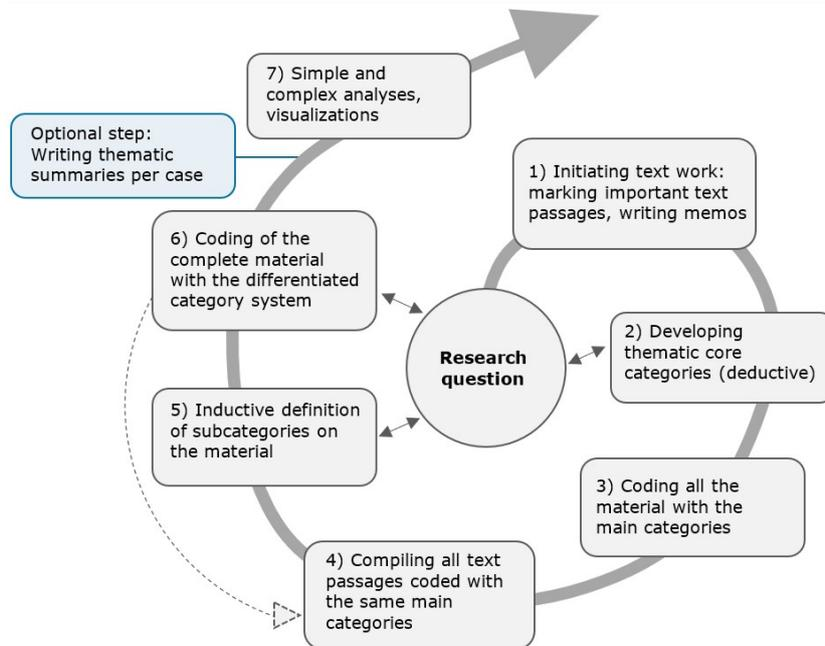 7) Simple and
complex analyses,
visualizations
Optional step:
Writing thematic
summaries per case
1) Initiating text work:
marking important text
passages, writing memos
6) Coding of the
complete material
with the differentiated
category system
Research
question
2) Developing
thematic core
categories (deductive)
5) Inductive definition
of subcategories on
the material
3) Coding all the
material with the
main categories
4) Compiling all text
passages coded with
the same main
categories